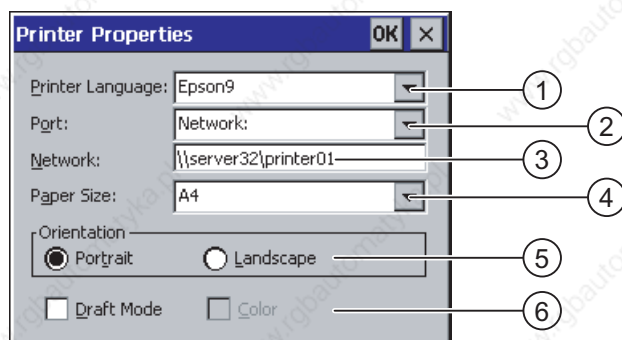 Printer Properties OK ×
Printer Language: Epson9 1
Port: Network: 2
Network: \\server32\printer01 3
Paper Size: A4 4
Orientation
Portrait Landscape 5
Draft Mode Color 6